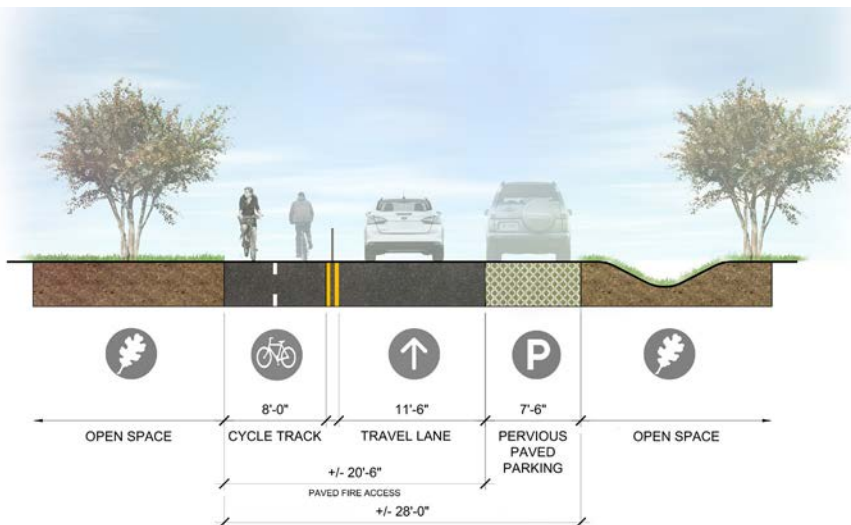 P
8'-0"
11'-6"
7'-6"
OPEN SPACE
CYCLE TRACK
TRAVEL LANE
PERVIOUS
PAVED
PARKING
OPEN SPACE
+/- 20'-6"
PAVED FIRE ACCESS
+/- 28'-0"